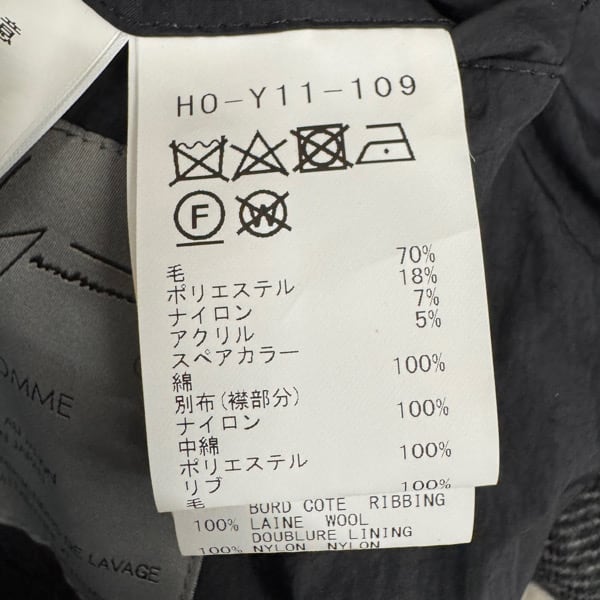 意
HO-Y11-109
F W
毛 70%
ポリエステル 18%
ナイロン 7%
アクリル 5%
スペアカラー
綿 100%
別布(襟部分)
ナイロン 100%
中綿
ポリエステル 100%
リブ
毛 100%
BORD COTE RIBBING
100% LAINE WOOL
DOUBLURE LINING
100% NYLON NYLON
OMME
LAVAGE